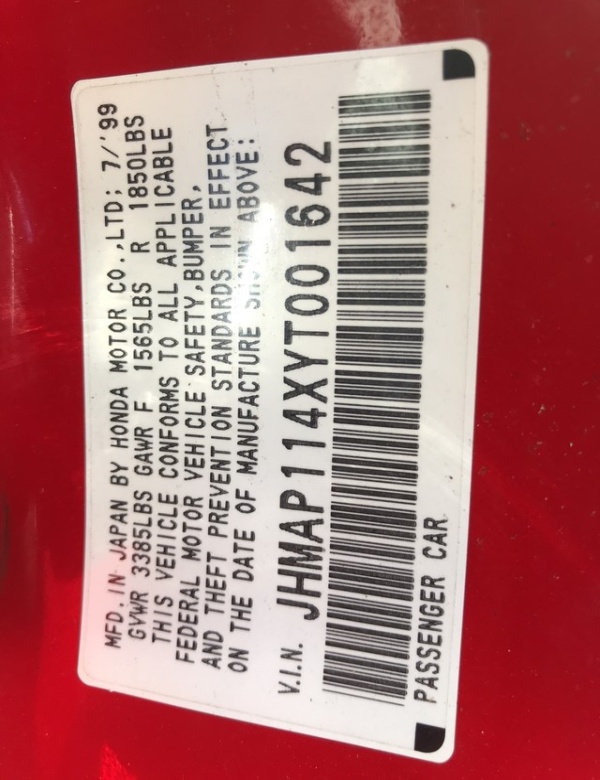 MFD. IN JAPAN BY HONDA MOTOR CO.,LTD; 7/'99
GVWR 3385LBS GAWR F 1565LBS R 1850LBS
THIS VEHICLE CONFORMS TO ALL APPLICABLE
FEDERAL MOTOR VEHICLE SAFETY,BUMPER,
AND THEFT PREVENTION STANDARDS IN EFFECT
ON THE DATE OF MANUFACTURE SHOWN ABOVE:
V.I.N. JHMAP114XYT001642
PASSENGER CAR